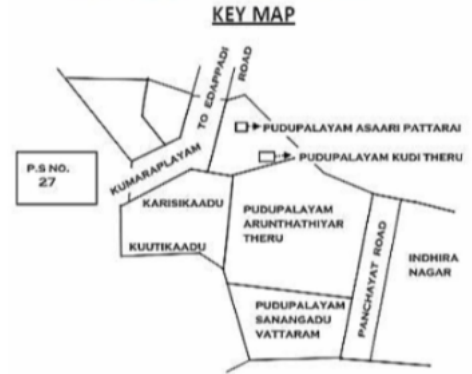 KEY MAP
KUMARAPLAYAM TO EDAPPADI ROAD
PUDUPALAYAM ASAARI PATTARAI
PUDUPALAYAM KUDI THERU
P.S NO.
27
KARISIKAADU
KUUTIKAADU
PUDUPALAYAM
ARUNTHATHIYAR
THERU
PANCHAYAT ROAD
INDHIRA
NAGAR
PUDUPALAYAM
SANANGADU
VATTARAM